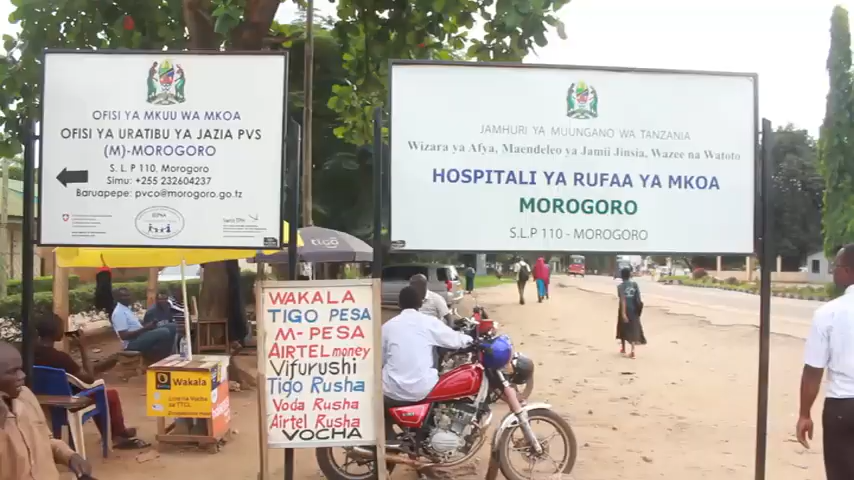 OFISI YA MKUU WA MKOA
OFISI YA URATIBU YA JAZIA PVS
(M)-MOROGORO
S. L. P 110, Morogoro
Simu: +255 232604237
Baruapepe: pvco@morogoro.go.tz
JAMHURI YA MUUNGANO WA TANZANIA
Wizara ya Afya, Maendeleo ya Jamii Jinsia, Wazee na Watoto
HOSPITALI YA RUFAA YA MKOA
MOROGORO
S.L.P 110 - MOROGORO
tigo
WAKALA
TIGO PESA
M-PESA
AIRTEL money
Vifurushi
Tigo Rusha
Voda Rusha
Airtel Rusha
VOCHA
Wakala